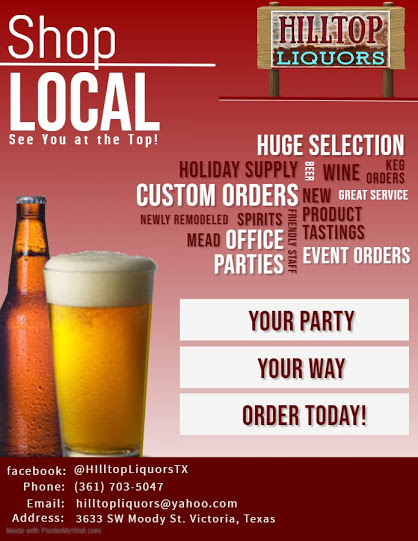 Shop
LOCAL
See You at the Top!
HILLTOP
LIQUORS
HUGE SELECTION
HOLIDAY SUPPLY
BEER
WINE
KEG
ORDERS
CUSTOM ORDERS
NEW
GREAT SERVICE
NEWLY REMODELED
SPIRITS
FRIENDLY STAFF
PRODUCT
TASTINGS
MEAD
OFFICE
PARTIES
EVENT ORDERS
YOUR PARTY
YOUR WAY
ORDER TODAY!
facebook: @HIlltopLiquorsTX
Phone: (361) 703-5047
Email: hilltopliquors@yahoo.com
Address: 3633 SW Moody St. Victoria, Texas
Made with PosterMyWall.com